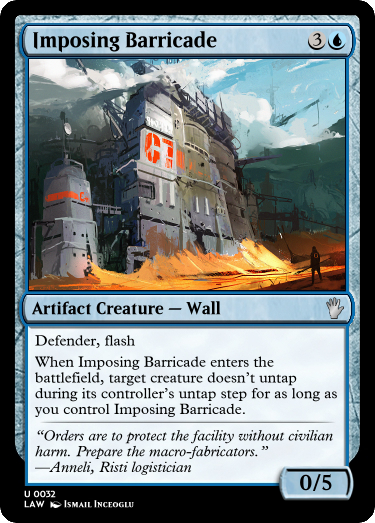 Imposing Barricade 3
Artifact Creature — Wall
Defender, flash
When Imposing Barricade enters the
battlefield, target creature doesn't untap
during its controller's untap step for as long as
you control Imposing Barricade.
"Orders are to protect the facility without civilian
harm. Prepare the macro-fabricators."
—Anneli, Risti logistician
0/5
U 0032
LAW Ismail Inceoglu